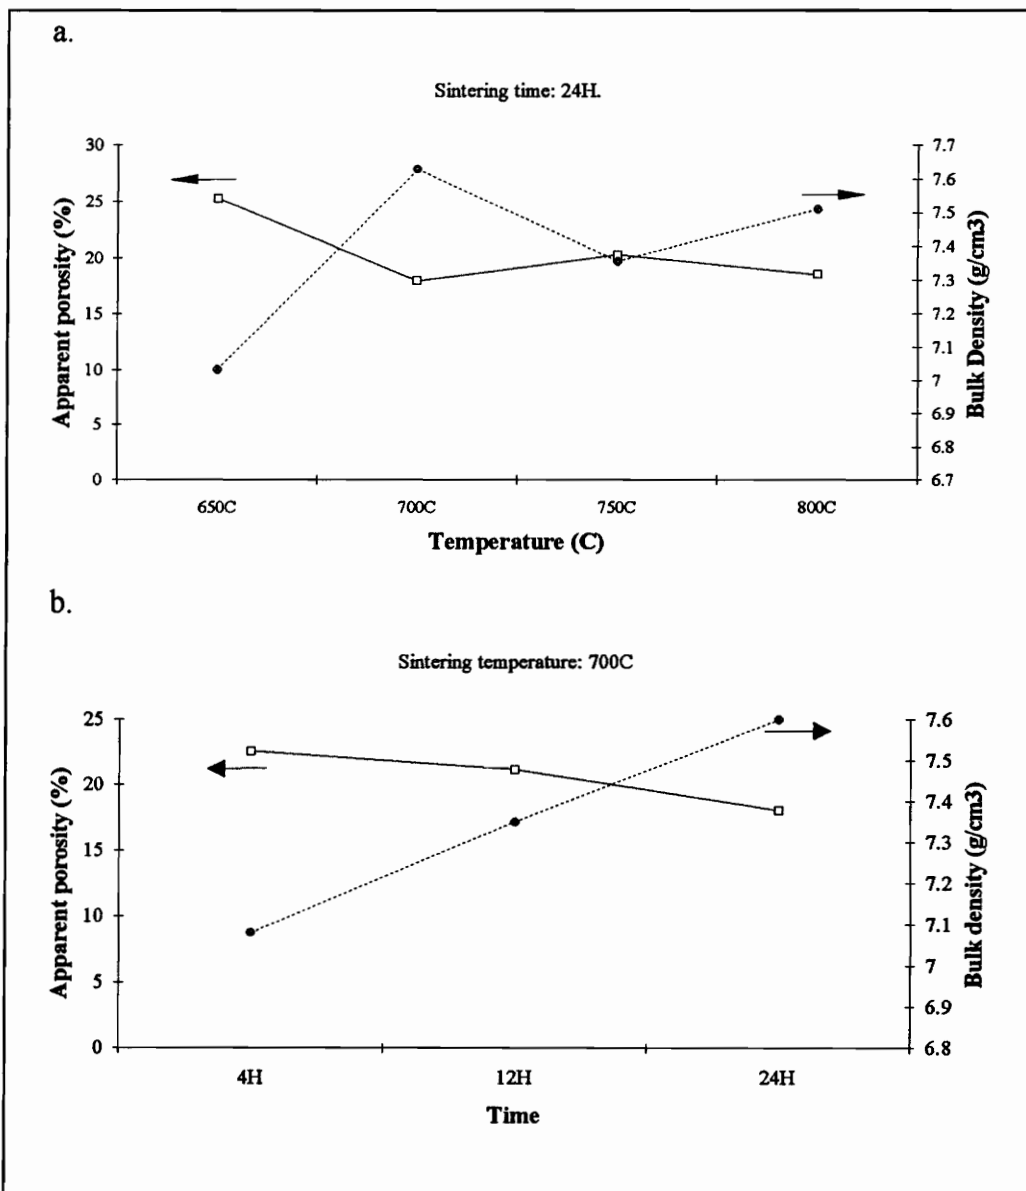 a.
Sintering time: 24H.
30
25
20
15
10
5
0
Apparent porosity (%)
7.7
7.6
7.5
7.4
7.3
7.2
7.1
7
6.9
6.8
6.7
Bulk Density (g/cm3)
650C 700C 750C 800C
Temperature (C)
b.
Sintering temperature: 700C
25
20
15
10
5
0
Apparent porosity (%)
7.6
7.5
7.4
7.3
7.2
7.1
7
6.9
6.8
Bulk density (g/cm3)
4H 12H 24H
Time